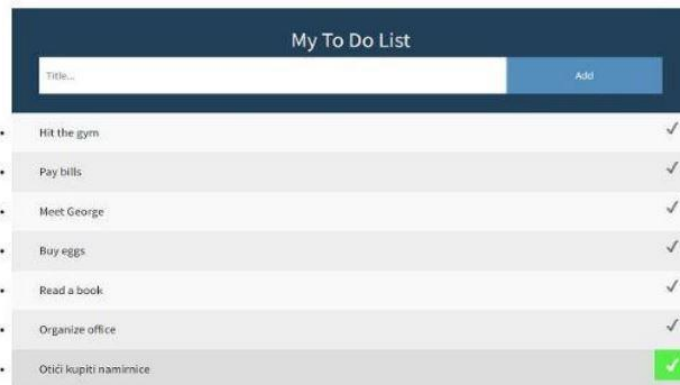 My To Do List
Title...
Add
Hit the gym
Pay bills
Meet George
Buy eggs
Read a book
Organize office
Otići kupiti namirnice